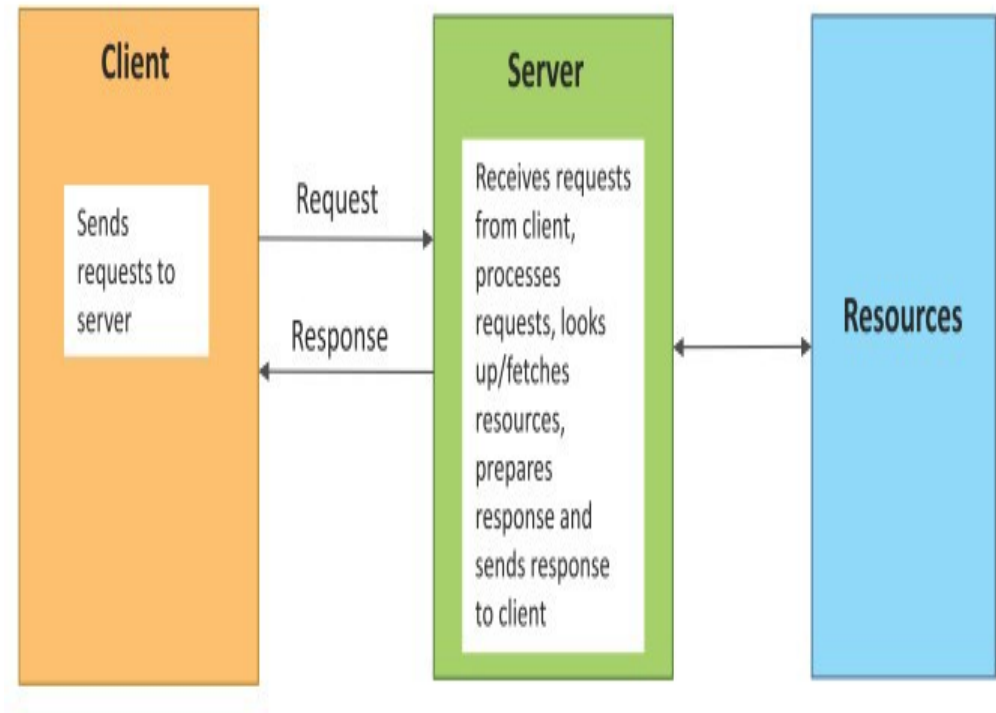 Client
Sends
requests to
server
Request
Response
Server
Receives requests
from client,
processes
requests, looks
up/fetches
resources,
prepares
response and
sends response
to client
Resources